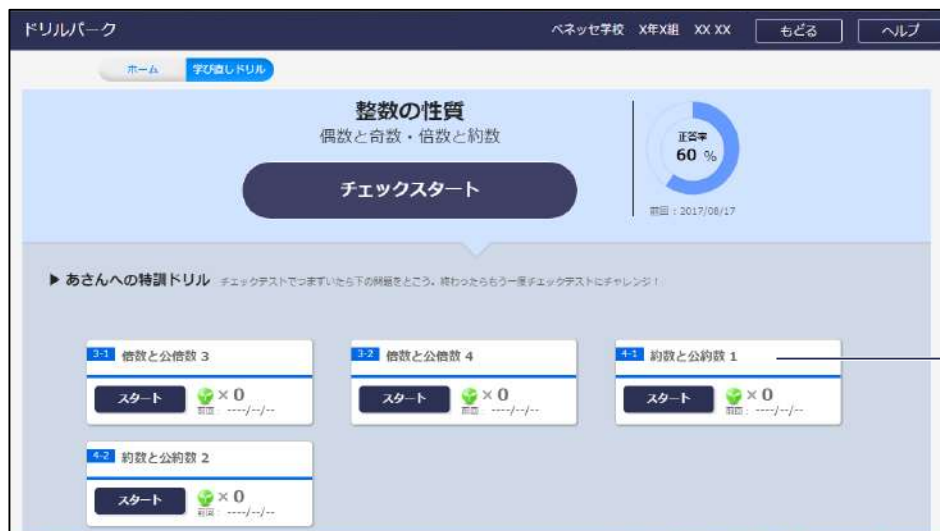 ドリルパーク
ベネッセ学校 X年X組 XX XX もどる ヘルプ
ホーム 学び直しドリル
整数の性質
偶数と奇数・倍数と約数
チェックスタート
正答率
60 %
前回：2017/08/17
▶ あさんへの特訓ドリル チェックテストでつまずいたら下の問題をとこう。終わったらもう一度チェックテストにチャレンジ！
3-1 倍数と公倍数 3
スタート × 0
前回： ----/--/--
3-2 倍数と公倍数 4
スタート × 0
前回： ----/--/--
4-1 約数と公約数 1
スタート × 0
前回： ----/--/--
4-2 約数と公約数 2
スタート × 0
前回： ----/--/--